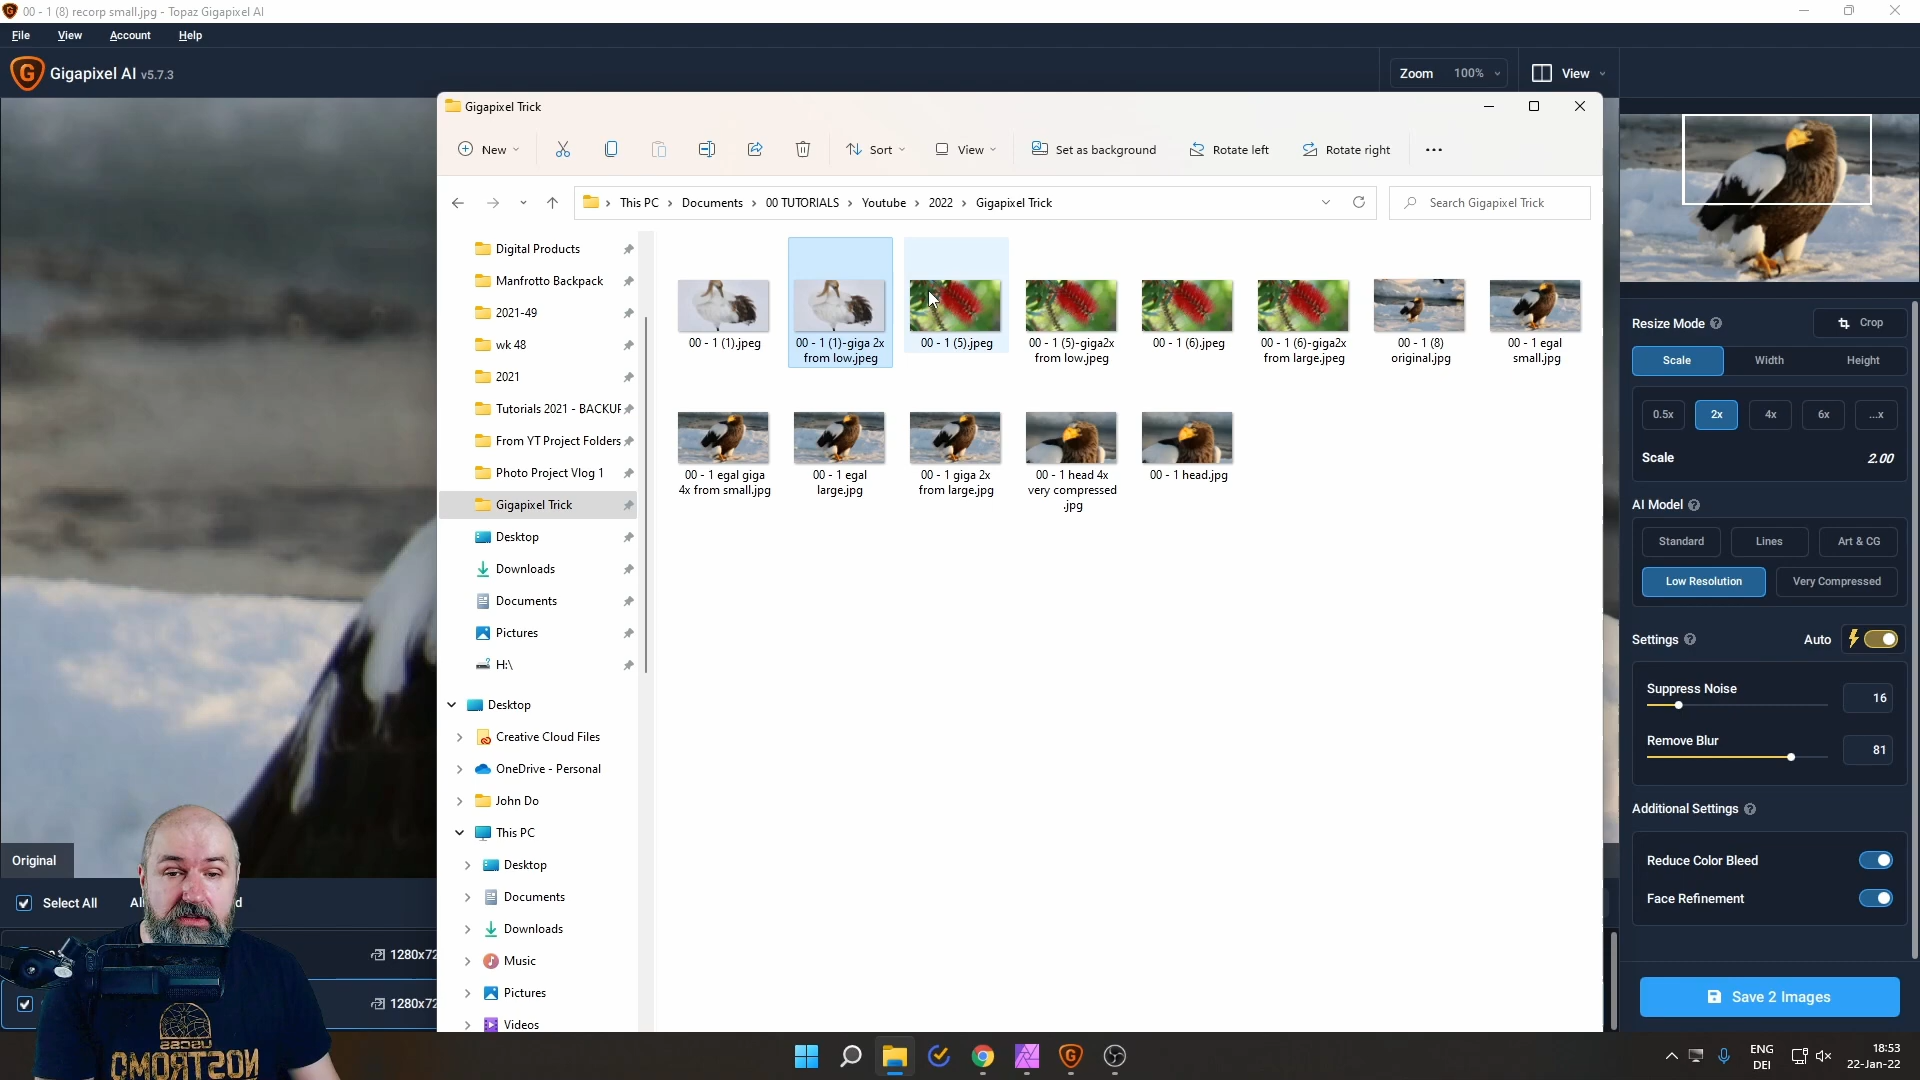 00 - 1 (8) recorp small.jpg - Topaz Gigapixel AI
File View Account Help
Gigapixel AI v5.7.3
Zoom 100% View
Gigapixel Trick
New Sort View Set as background Rotate left Rotate right
This PC Documents 00 TUTORIALS Youtube 2022 Gigapixel Trick
Search Gigapixel Trick
Digital Products
Manfrotto Backpack
2021-49
wk 48
2021
Tutorials 2021 - BACKUP
From YT Project Folders
Photo Project Vlog 1
Gigapixel Trick
Desktop
Downloads
Documents
Pictures
H:\
Desktop
Creative Cloud Files
OneDrive - Personal
John Do
This PC
Desktop
Documents
Downloads
Music
Pictures
Videos
00 - 1 (1).jpeg
00 - 1 (1)-giga 2x
from low.jpeg
00 - 1 (5).jpeg
00 - 1 (5)-giga2x
from low.jpeg
00 - 1 (6).jpeg
00 - 1 (6)-giga2x
from large.jpeg
00 - 1 (8)
original.jpg
00 - 1 egal
small.jpg
00 - 1 egal giga
4x from small.jpg
00 - 1 egal
large.jpg
00 - 1 giga 2x
from large.jpg
00 - 1 head 4x
very compressed
.jpg
00 - 1 head.jpg
Resize Mode Crop
Scale Width Height
0.5x 2x 4x 6x ...x
Scale 2.00
AI Model
Standard Lines Art & CG
Low Resolution Very Compressed
Settings Auto
Suppress Noise 16
Remove Blur 81
Additional Settings
Reduce Color Bleed
Face Refinement
Save 2 Images
Original
Select All
1280x72
1280x72
NOSTROMO
ENG
DEI
18:53
22-Jan-22